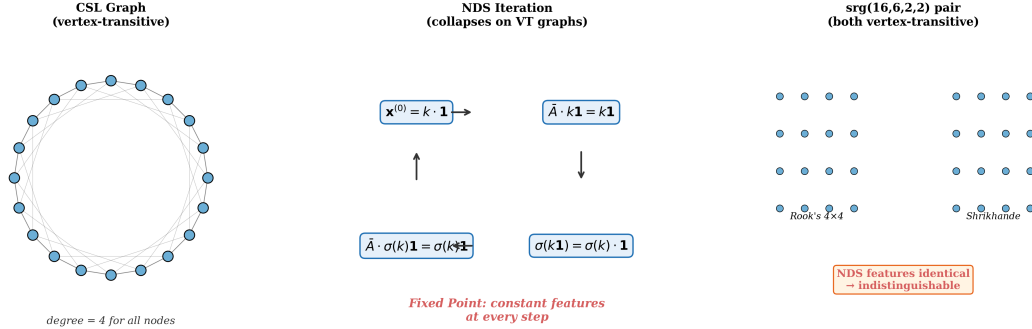 CSL Graph
(vertex-transitive)
degree = 4 for all nodes
NDS Iteration
(collapses on VT graphs)
x⁽⁰⁾ = k · 1
Ā · k1 = k1
Ā · σ(k)1 = σ(k)1
σ(k1) = σ(k) · 1
Fixed Point: constant features
at every step
srg(16,6,2,2) pair
(both vertex-transitive)
Rook's 4×4
Shrikhande
NDS features identical
→ indistinguishable